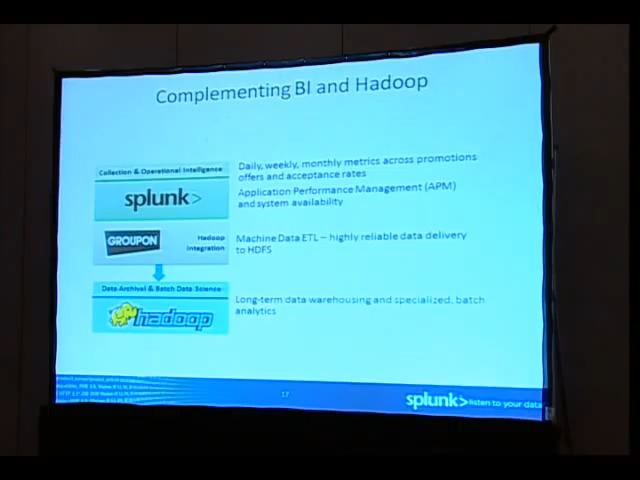 Complementing BI and Hadoop
Collection & Operational Intelligence
splunk>
Daily, weekly, monthly metrics across promotions
offers and acceptance rates
Application Performance Management (APM)
and system availability
GROUPON
Hadoop
Integration
Machine Data ETL – highly reliable data delivery
to HDFS
Data Archival & Batch Data Science
hadoop
Long-term data warehousing and specialized, batch
analytics
17
splunk> listen to your data